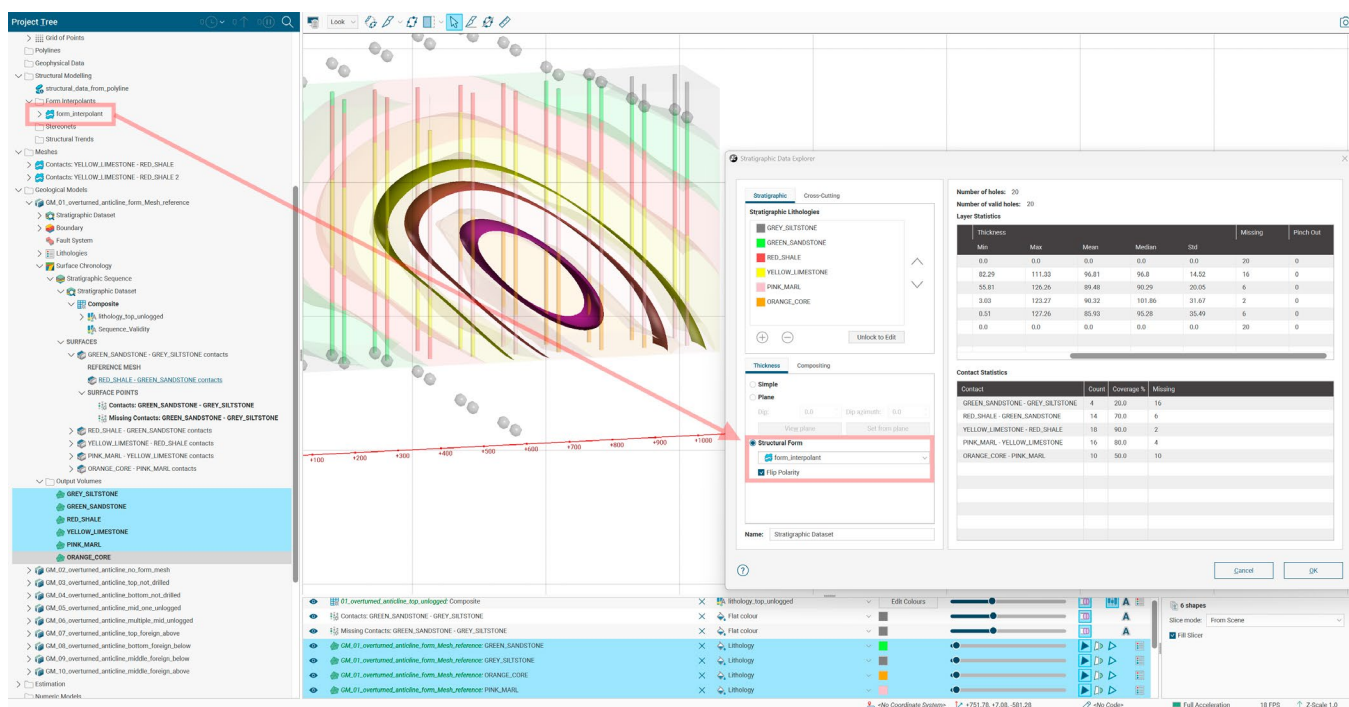 Project Tree
Look
Grid of Points
Polylines
Geophysical Data
Structural Modelling
structural_data_from_polyline
Form Interpolants
form_interpolant
Stereonets
Structural Trends
Meshes
Contacts: YELLOW_LIMESTONE - RED_SHALE
Contacts: YELLOW_LIMESTONE - RED_SHALE 2
Geological Models
GM_01_overturned_anticline_form_Mesh_reference
Stratigraphic Dataset
Boundary
Fault System
Lithologies
Surface Chronology
Stratigraphic Sequence
Stratigraphic Dataset
Composite
lithology_top_unlogged
Sequence_Validity
SURFACES
GREEN_SANDSTONE - GREY_SILTSTONE contacts
REFERENCE MESH
RED_SHALE - GREEN_SANDSTONE contacts
SURFACE POINTS
Contacts: GREEN_SANDSTONE - GREY_SILTSTONE
Missing Contacts: GREEN_SANDSTONE - GREY_SILTSTONE
RED_SHALE - GREEN_SANDSTONE contacts
YELLOW_LIMESTONE - RED_SHALE contacts
PINK_MARL - YELLOW_LIMESTONE contacts
ORANGE_CORE - PINK_MARL contacts
Output Volumes
GREY_SILTSTONE
GREEN_SANDSTONE
RED_SHALE
YELLOW_LIMESTONE
PINK_MARL
ORANGE_CORE
GM_02_overturned_anticline_no_form_mesh
GM_03_overturned_anticline_top_not_drilled
GM_04_overturned_anticline_bottom_not_drilled
GM_05_overturned_anticline_mid_one_unlogged
GM_06_overturned_anticline_multiple_mid_unlogged
GM_07_overturned_anticline_top_foreign_above
GM_08_overturned_anticline_bottom_foreign_below
GM_09_overturned_anticline_middle_foreign_below
GM_10_overturned_anticline_middle_foreign_above
Estimation
Numeric Models
+100 +200 +300 +400 +500 +600 +700 +800 +900 +1000
Stratigraphic Data Explorer
Stratigraphic Cross-Cutting
Stratigraphic Lithologies
GREY_SILTSTONE
GREEN_SANDSTONE
RED_SHALE
YELLOW_LIMESTONE
PINK_MARL
ORANGE_CORE
Unlock to Edit
Thickness Compositing
Simple
Plane
Dip: 0.0 Dip azimuth: 0.0
View plane Set from plane
Structural Form
form_interpolant
Flip Polarity
Name: Stratigraphic Dataset
Number of holes: 20
Number of valid holes: 20
Layer Statistics
Thickness Missing Pinch Out
Min Max Mean Median Std
0.0 0.0 0.0 0.0 0.0 20 0
82.29 111.33 96.81 96.8 14.52 16 0
55.81 126.26 89.48 90.29 20.05 6 0
3.03 123.27 90.32 101.86 31.67 2 0
0.51 127.26 85.93 95.28 35.49 6 0
0.0 0.0 0.0 0.0 0.0 20 0
Contact Statistics
Contact Count Coverage % Missing
GREEN_SANDSTONE - GREY_SILTSTONE 4 20.0 16
RED_SHALE - GREEN_SANDSTONE 14 70.0 6
YELLOW_LIMESTONE - RED_SHALE 18 90.0 2
PINK_MARL - YELLOW_LIMESTONE 16 80.0 4
ORANGE_CORE - PINK_MARL 10 50.0 10
Cancel OK
01_overturned_anticline_top_unlogged: Composite lithology_top_unlogged Edit Colours
Contacts: GREEN_SANDSTONE - GREY_SILTSTONE Flat colour
Missing Contacts: GREEN_SANDSTONE - GREY_SILTSTONE Flat colour
GM_01_overturned_anticline_form_Mesh_reference: GREEN_SANDSTONE Lithology
GM_01_overturned_anticline_form_Mesh_reference: GREY_SILTSTONE Lithology
GM_01_overturned_anticline_form_Mesh_reference: ORANGE_CORE Lithology
GM_01_overturned_anticline_form_Mesh_reference: PINK_MARL Lithology
6 shapes
Slice mode: From Scene
Fill Slicer
<No Coordinate System> +751.78, +7.08, -581.28 <No Code> Full Acceleration 18 FPS Z-Scale 1.0